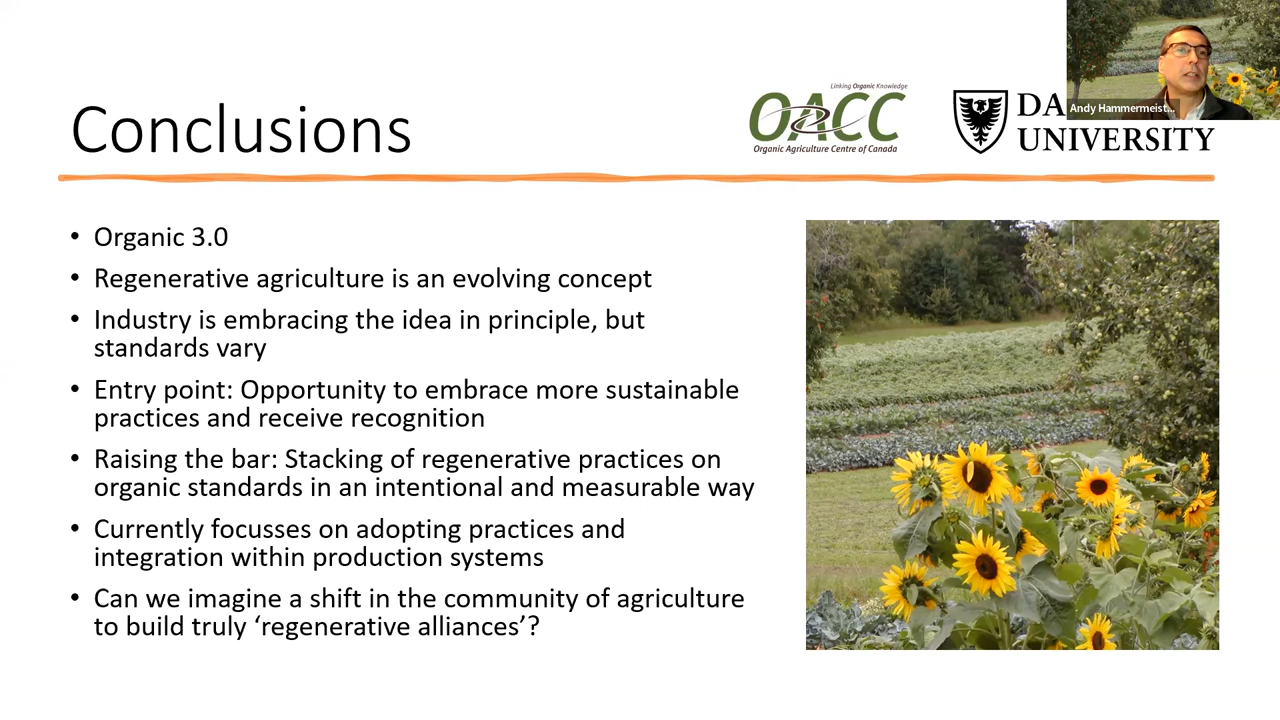 Conclusions
Linking Organic Knowledge
OACC
Organic Agriculture Centre of Canada
DA
UNIVERSITY
Andy Hammermeist...
• Organic 3.0
• Regenerative agriculture is an evolving concept
• Industry is embracing the idea in principle, but
standards vary
• Entry point: Opportunity to embrace more sustainable
practices and receive recognition
• Raising the bar: Stacking of regenerative practices on
organic standards in an intentional and measurable way
• Currently focusses on adopting practices and
integration within production systems
• Can we imagine a shift in the community of agriculture
to build truly ‘regenerative alliances’?